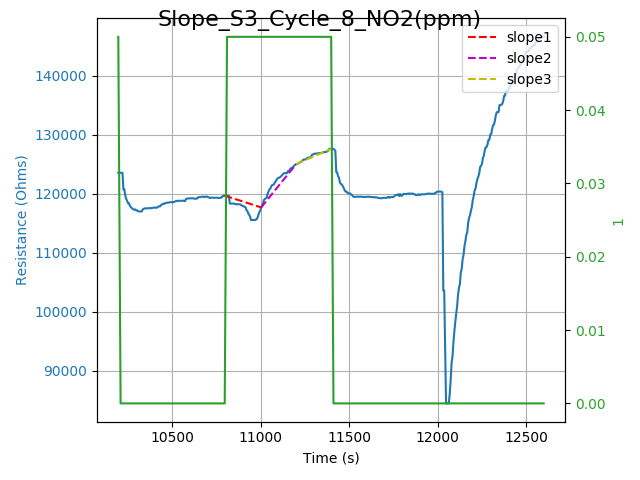 Slope_S3_Cycle_8_NO2(ppm)
slope1
slope2
slope3
140000
130000
120000
110000
100000
90000
Resistance (Ohms)
0.05
0.04
0.03
0.02
0.01
0.00
1
10500 11000 11500 12000 12500
Time (s)